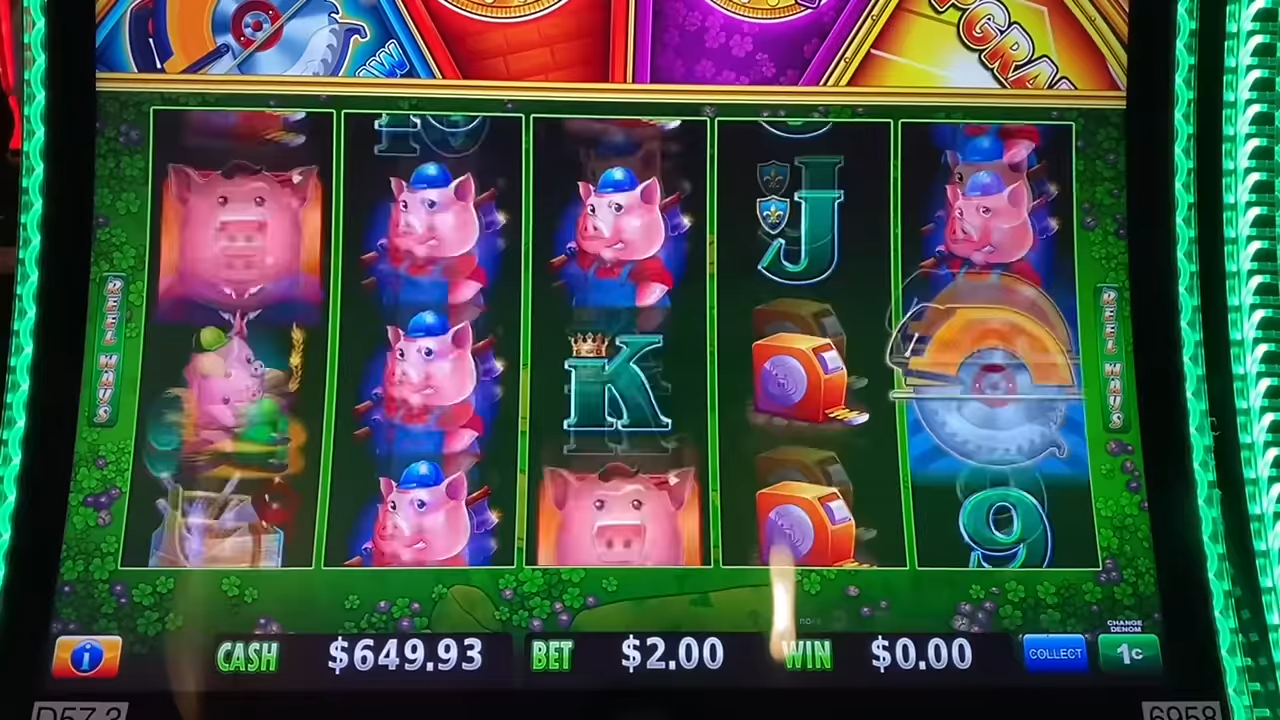 REEL WAYS
J
K
9
REEL WAYS
CASH $649.93 BET $2.00 WIN $0.00 COLLECT
CHANGE DENOM
1¢